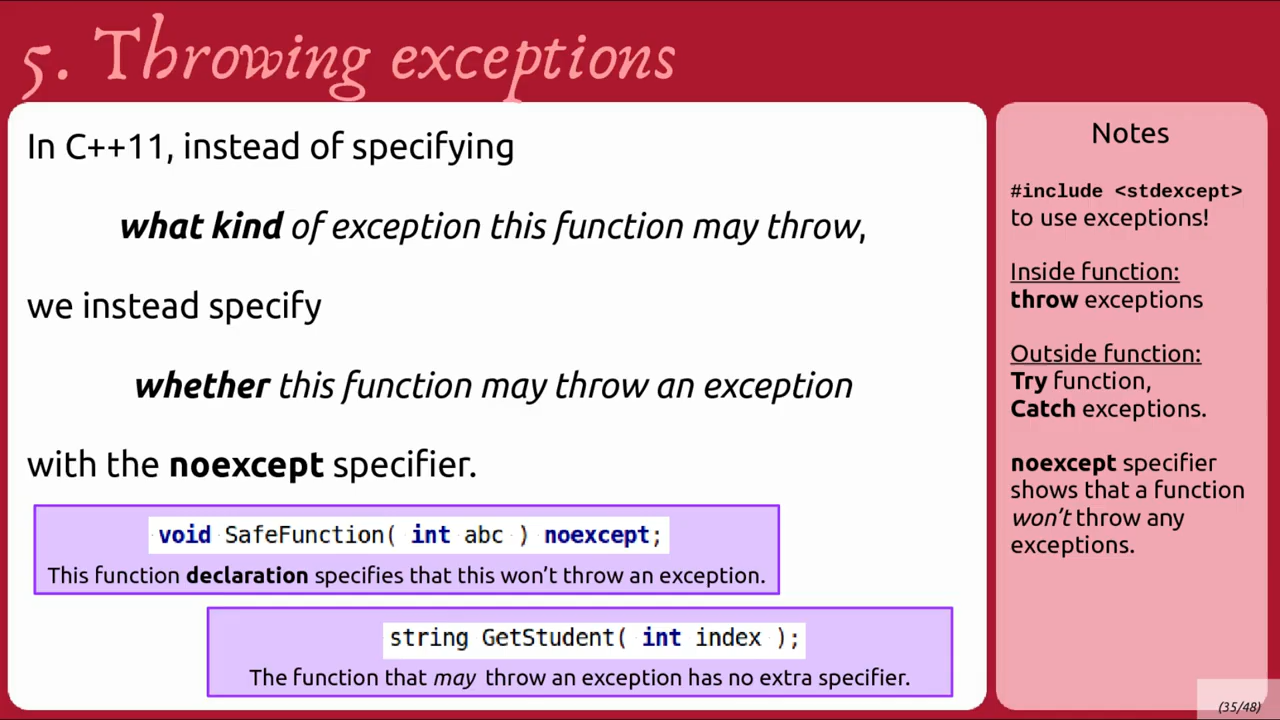 5. Throwing exceptions
In C++11, instead of specifying
what kind of exception this function may throw,
we instead specify
whether this function may throw an exception
with the noexcept specifier.
void SafeFunction( int abc ) noexcept;
This function declaration specifies that this won't throw an exception.
string GetStudent( int index );
The function that may throw an exception has no extra specifier.
Notes
#include <stdexcept>
to use exceptions!
Inside function:
throw exceptions
Outside function:
Try function,
Catch exceptions.
noexcept specifier
shows that a function
won't throw any
exceptions.
(35/48)